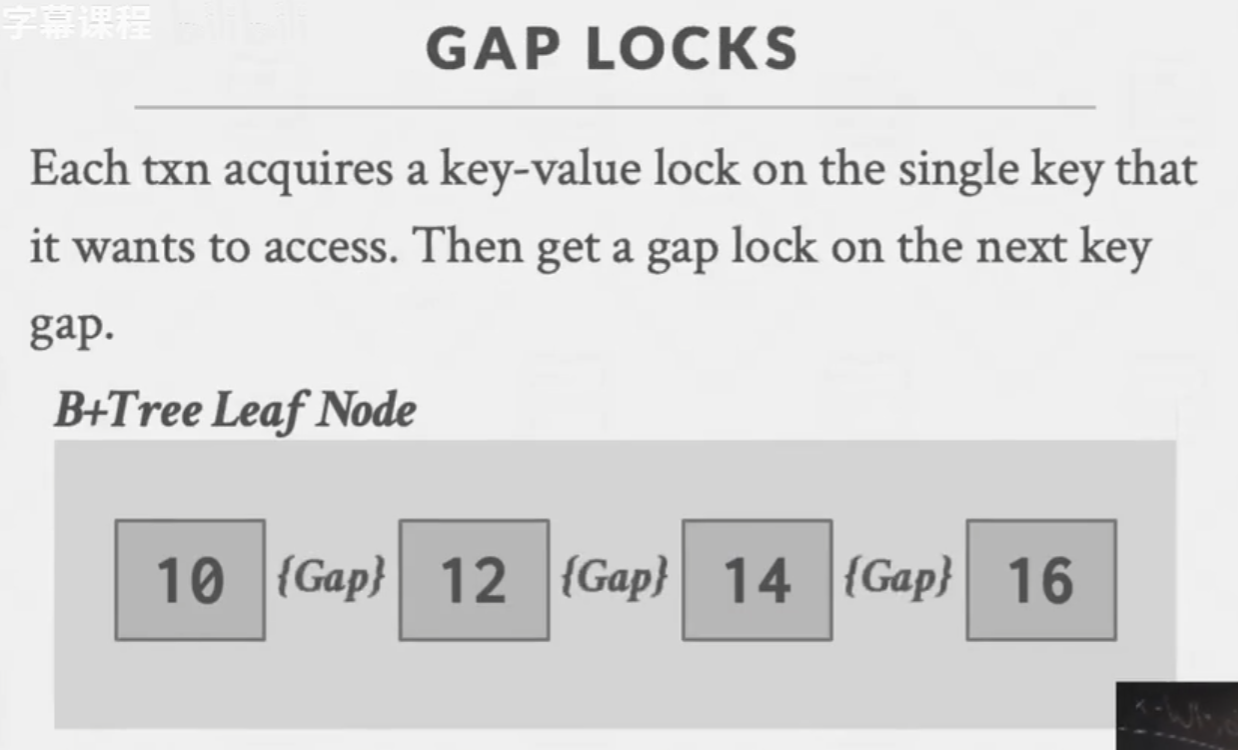 字幕课程 bilibili
GAP LOCKS
Each txn acquires a key-value lock on the single key that
it wants to access. Then get a gap lock on the next key
gap.
B+Tree Leaf Node
10 {Gap} 12 {Gap} 14 {Gap} 16